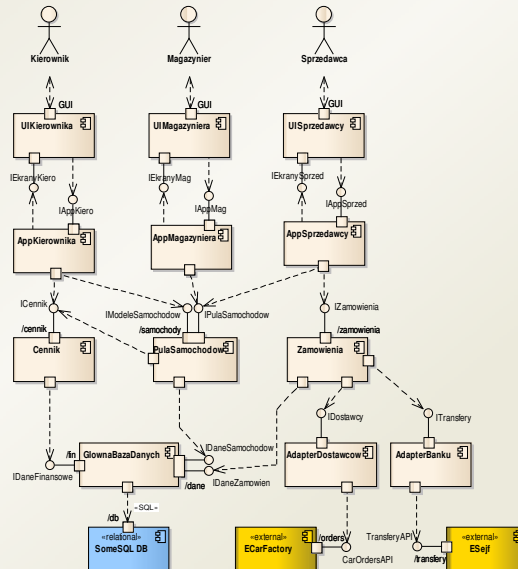 Kierownik Magazynier Sprzedawca
GUI GUI GUI
UIKierownika UIMagazyniera UISprzedawcy
IEkranyKiero IEkranyMag IEkranySprzed
IAppKiero IAppMag IAppSprzed
AppKierownika AppMagazyniera AppSprzedawcy
ICennik IModeleSamochodow IPulaSamochodow IZamowienia
/cennik /samochody /zamowienia
Cennik PulaSamochodow Zamowienia
IDostawcy ITransfery
/fin GlownaBazaDanych IDaneSamochodow AdapterDostawcow AdapterBanku
IDaneFinansowe /dane IDaneZamowien
«SQL»
/db
«relational» «external» /orders TransferyAPI «external»
SomeSQL DB ECarFactory CarOrdersAPI /transfery ESejf